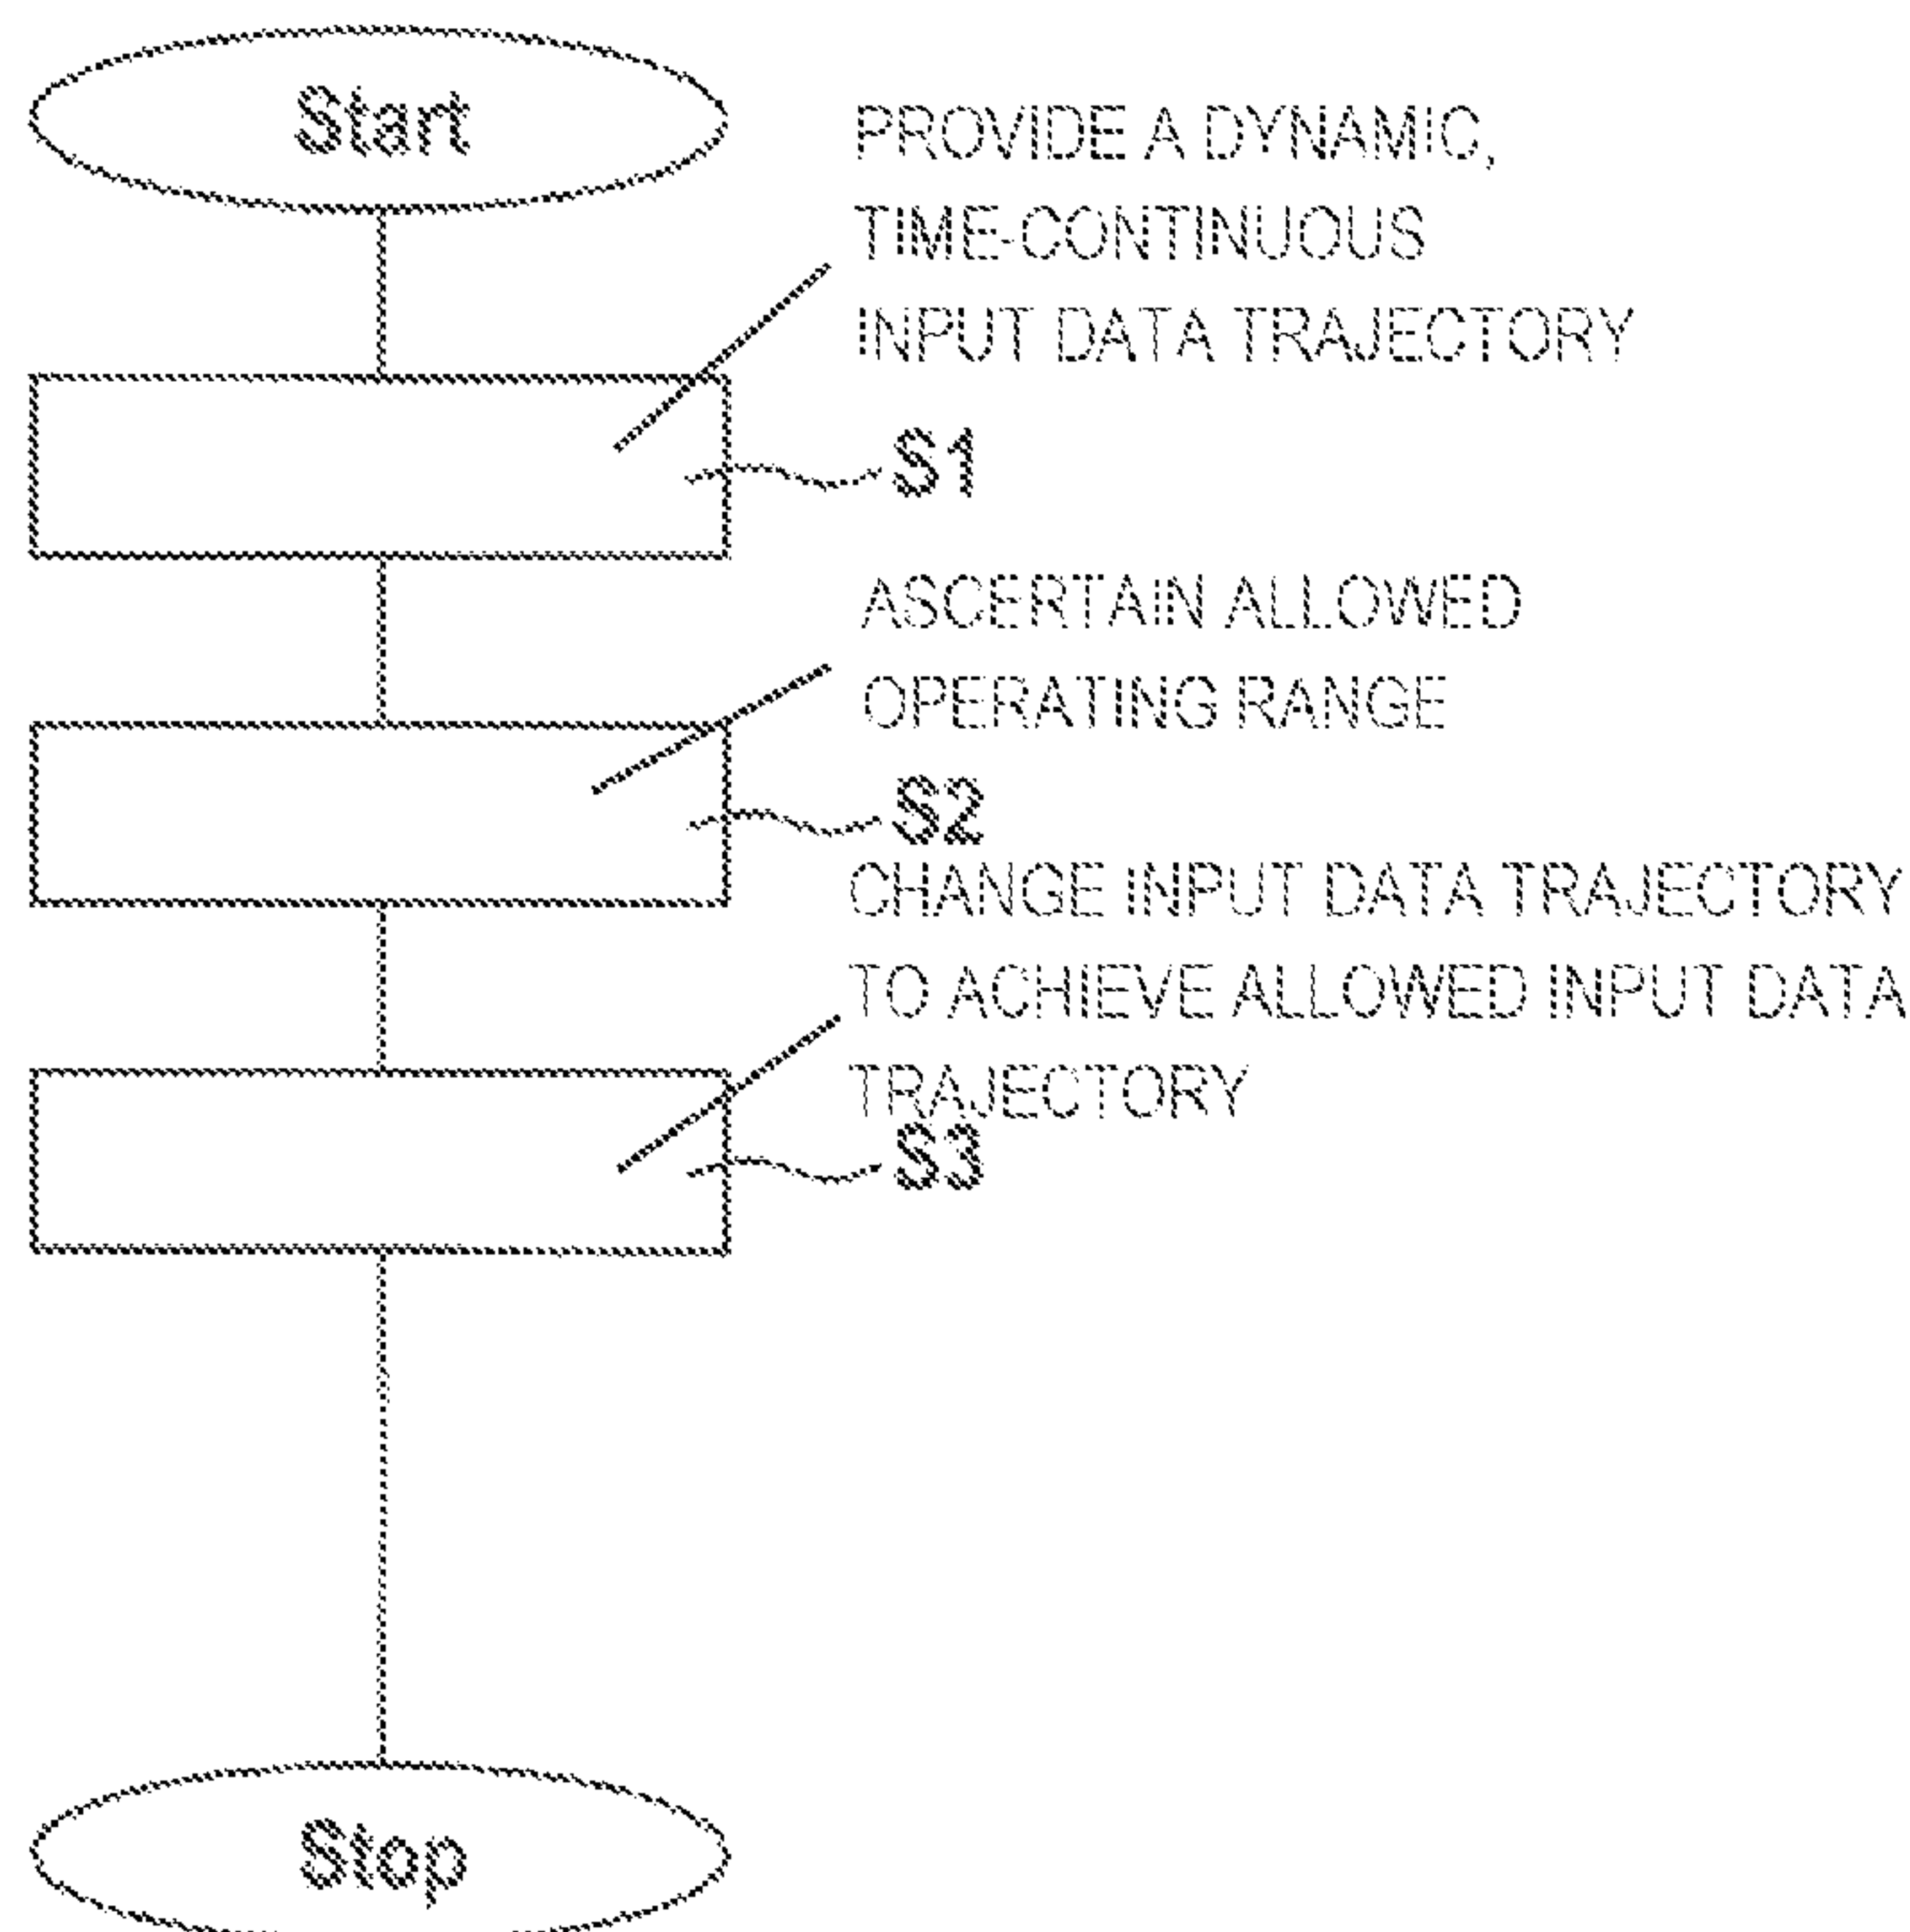 Start
PROVIDE A DYNAMIC,
TIME-CONTINUOUS
INPUT DATA TRAJECTORY
S1
ASCERTAIN ALLOWED
OPERATING RANGE
S2
CHANGE INPUT DATA TRAJECTORY
TO ACHIEVE ALLOWED INPUT DATA
TRAJECTORY
S3
Stop